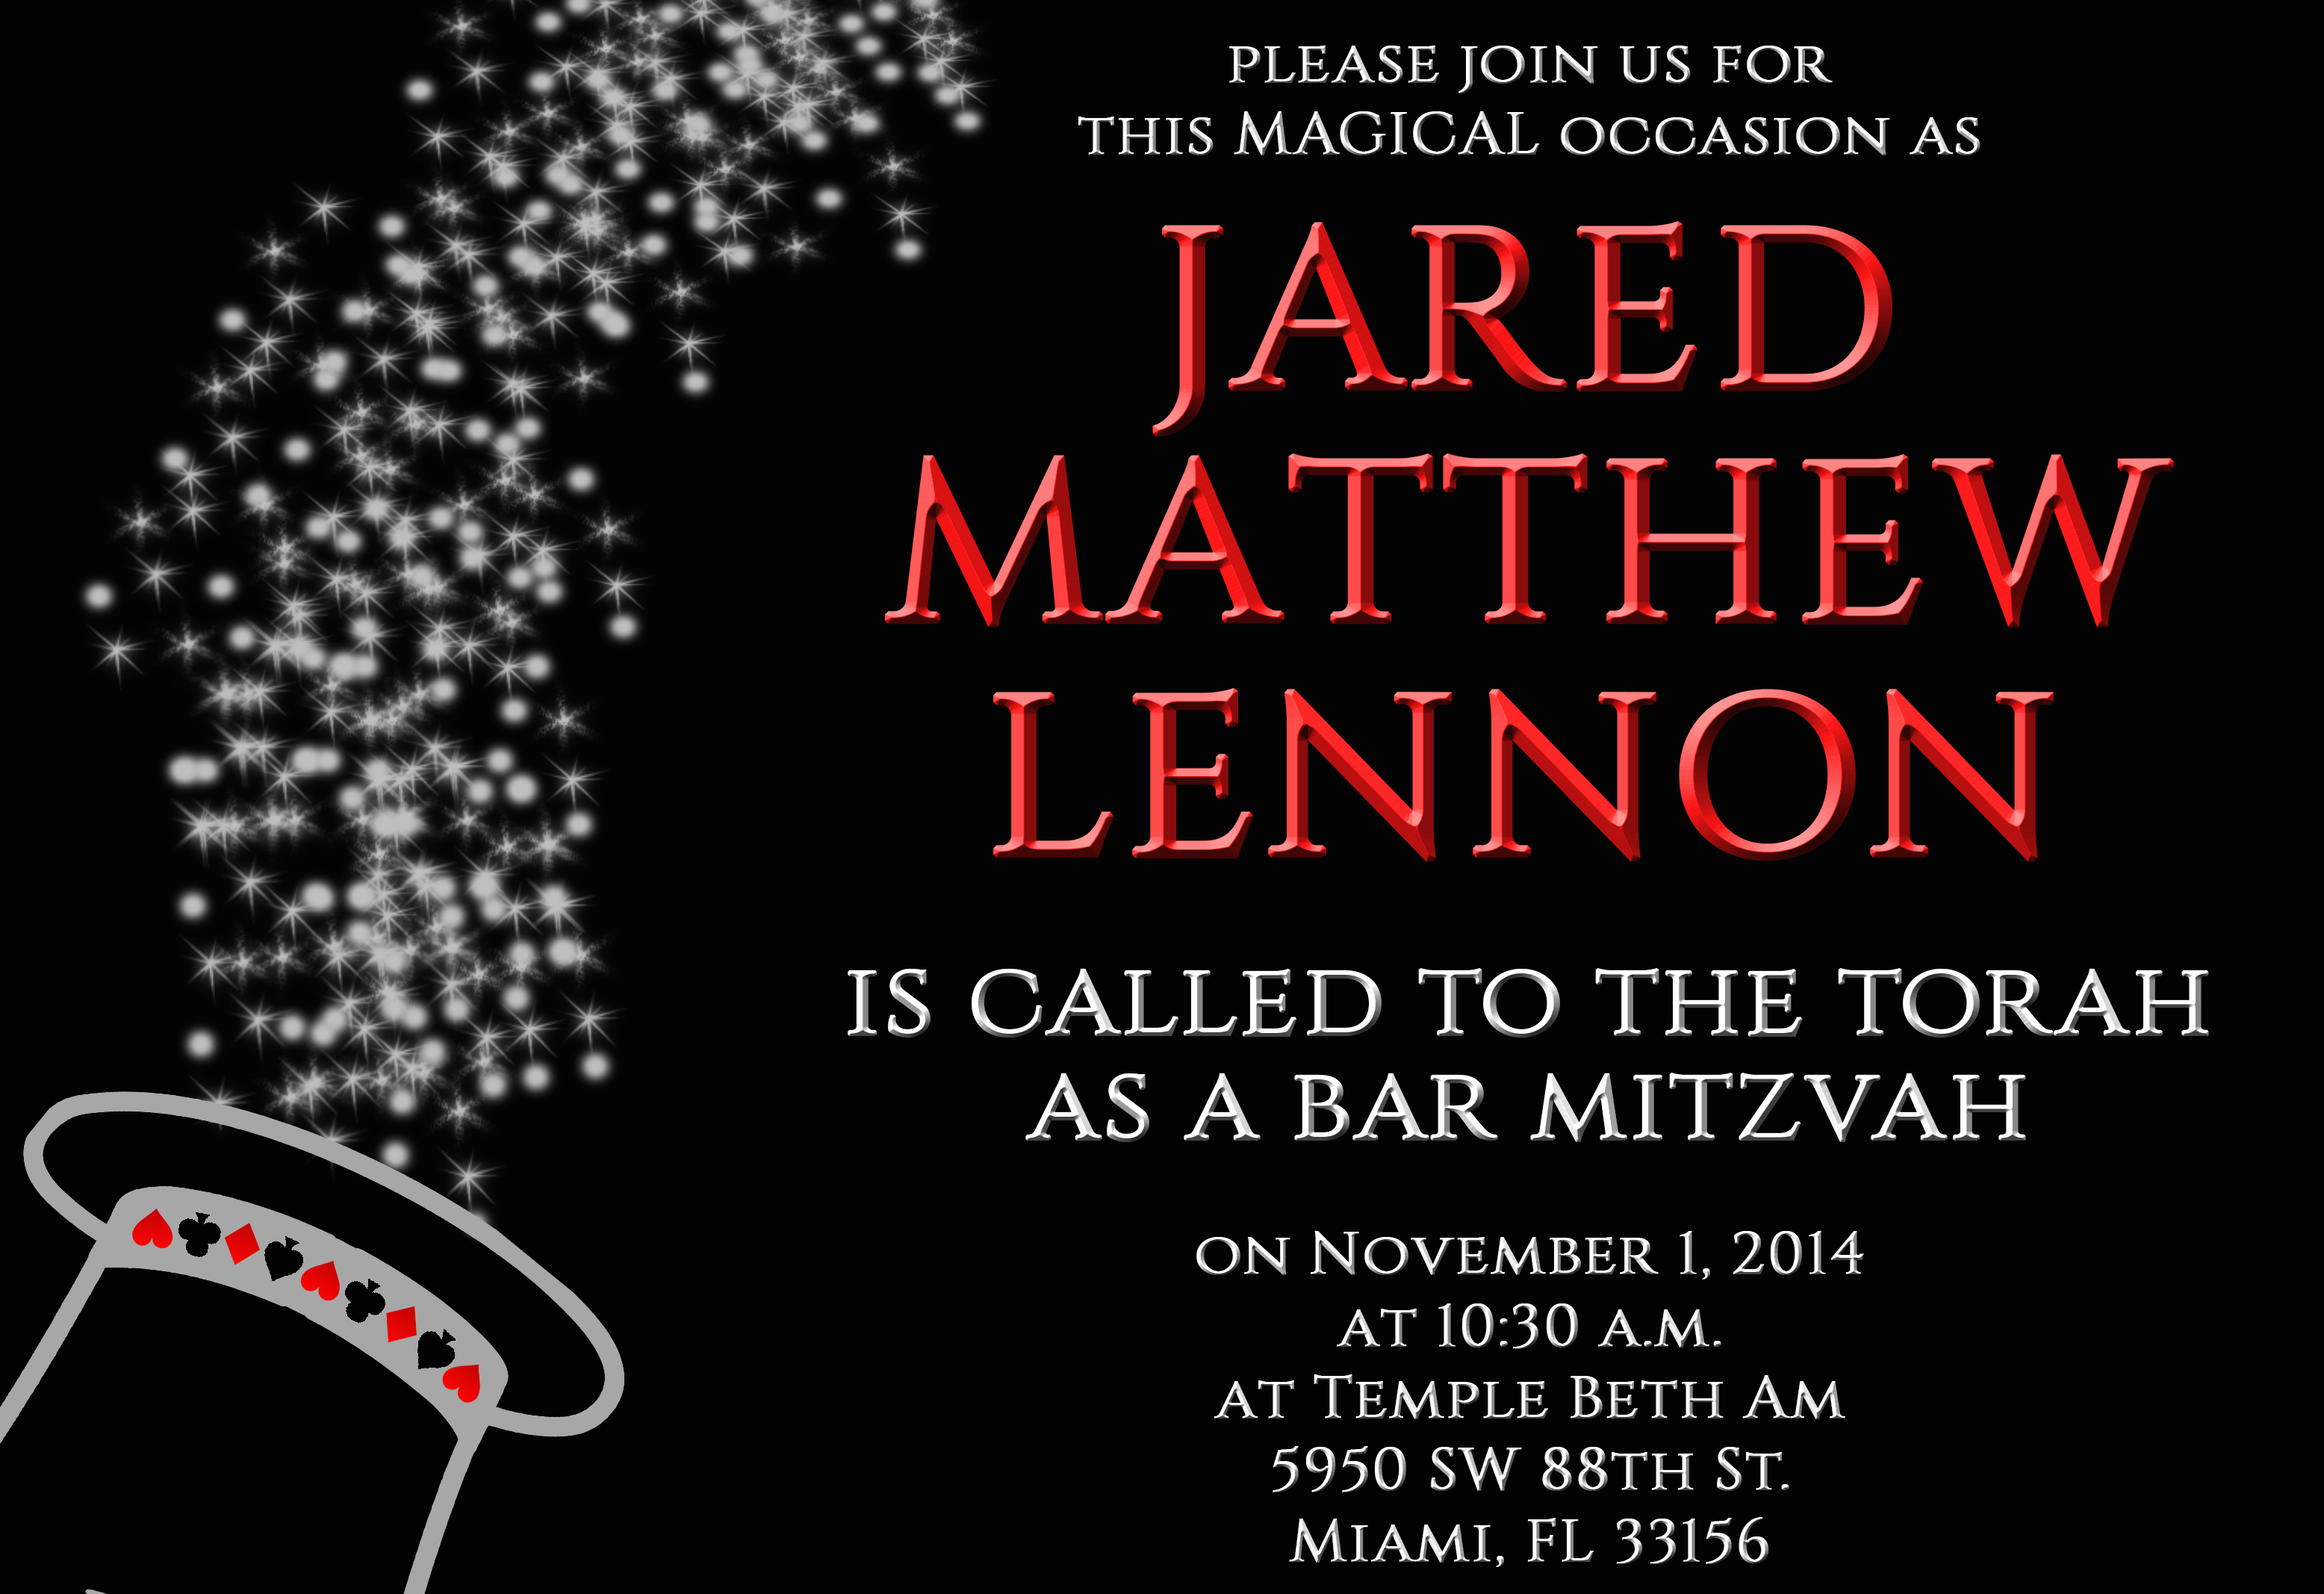 PLEASE JOIN US FOR
THIS MAGICAL OCCASION AS
JARED
MATTHEW
LENNON
IS CALLED TO THE TORAH
AS A BAR MITZVAH
ON NOVEMBER 1, 2014
AT 10:30 A.M.
AT TEMPLE BETH AM
5950 SW 88TH ST.
MIAMI, FL 33156